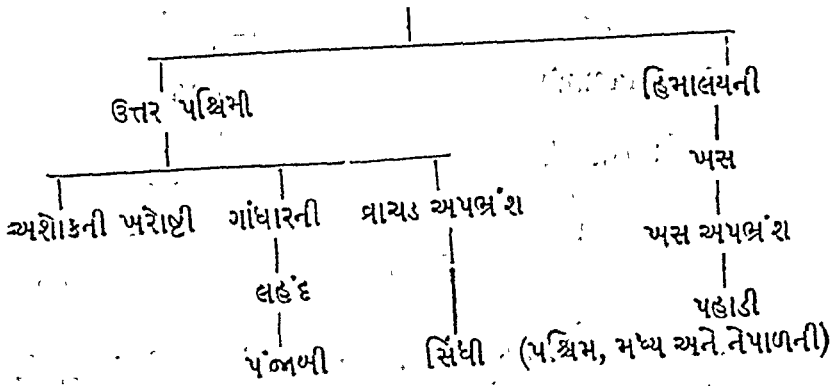 ઉત્તર પશ્ચિમી હિમાલયની
ખસ
અશોકની ખરોષ્ટી ગાંધારની વ્રાચડ અપભ્રંશ ખસ અપભ્રંશ
લહંદ
પહાડી
પંજાબી સિંધી (પશ્ચિમ, મધ્ય અને નેપાળની)